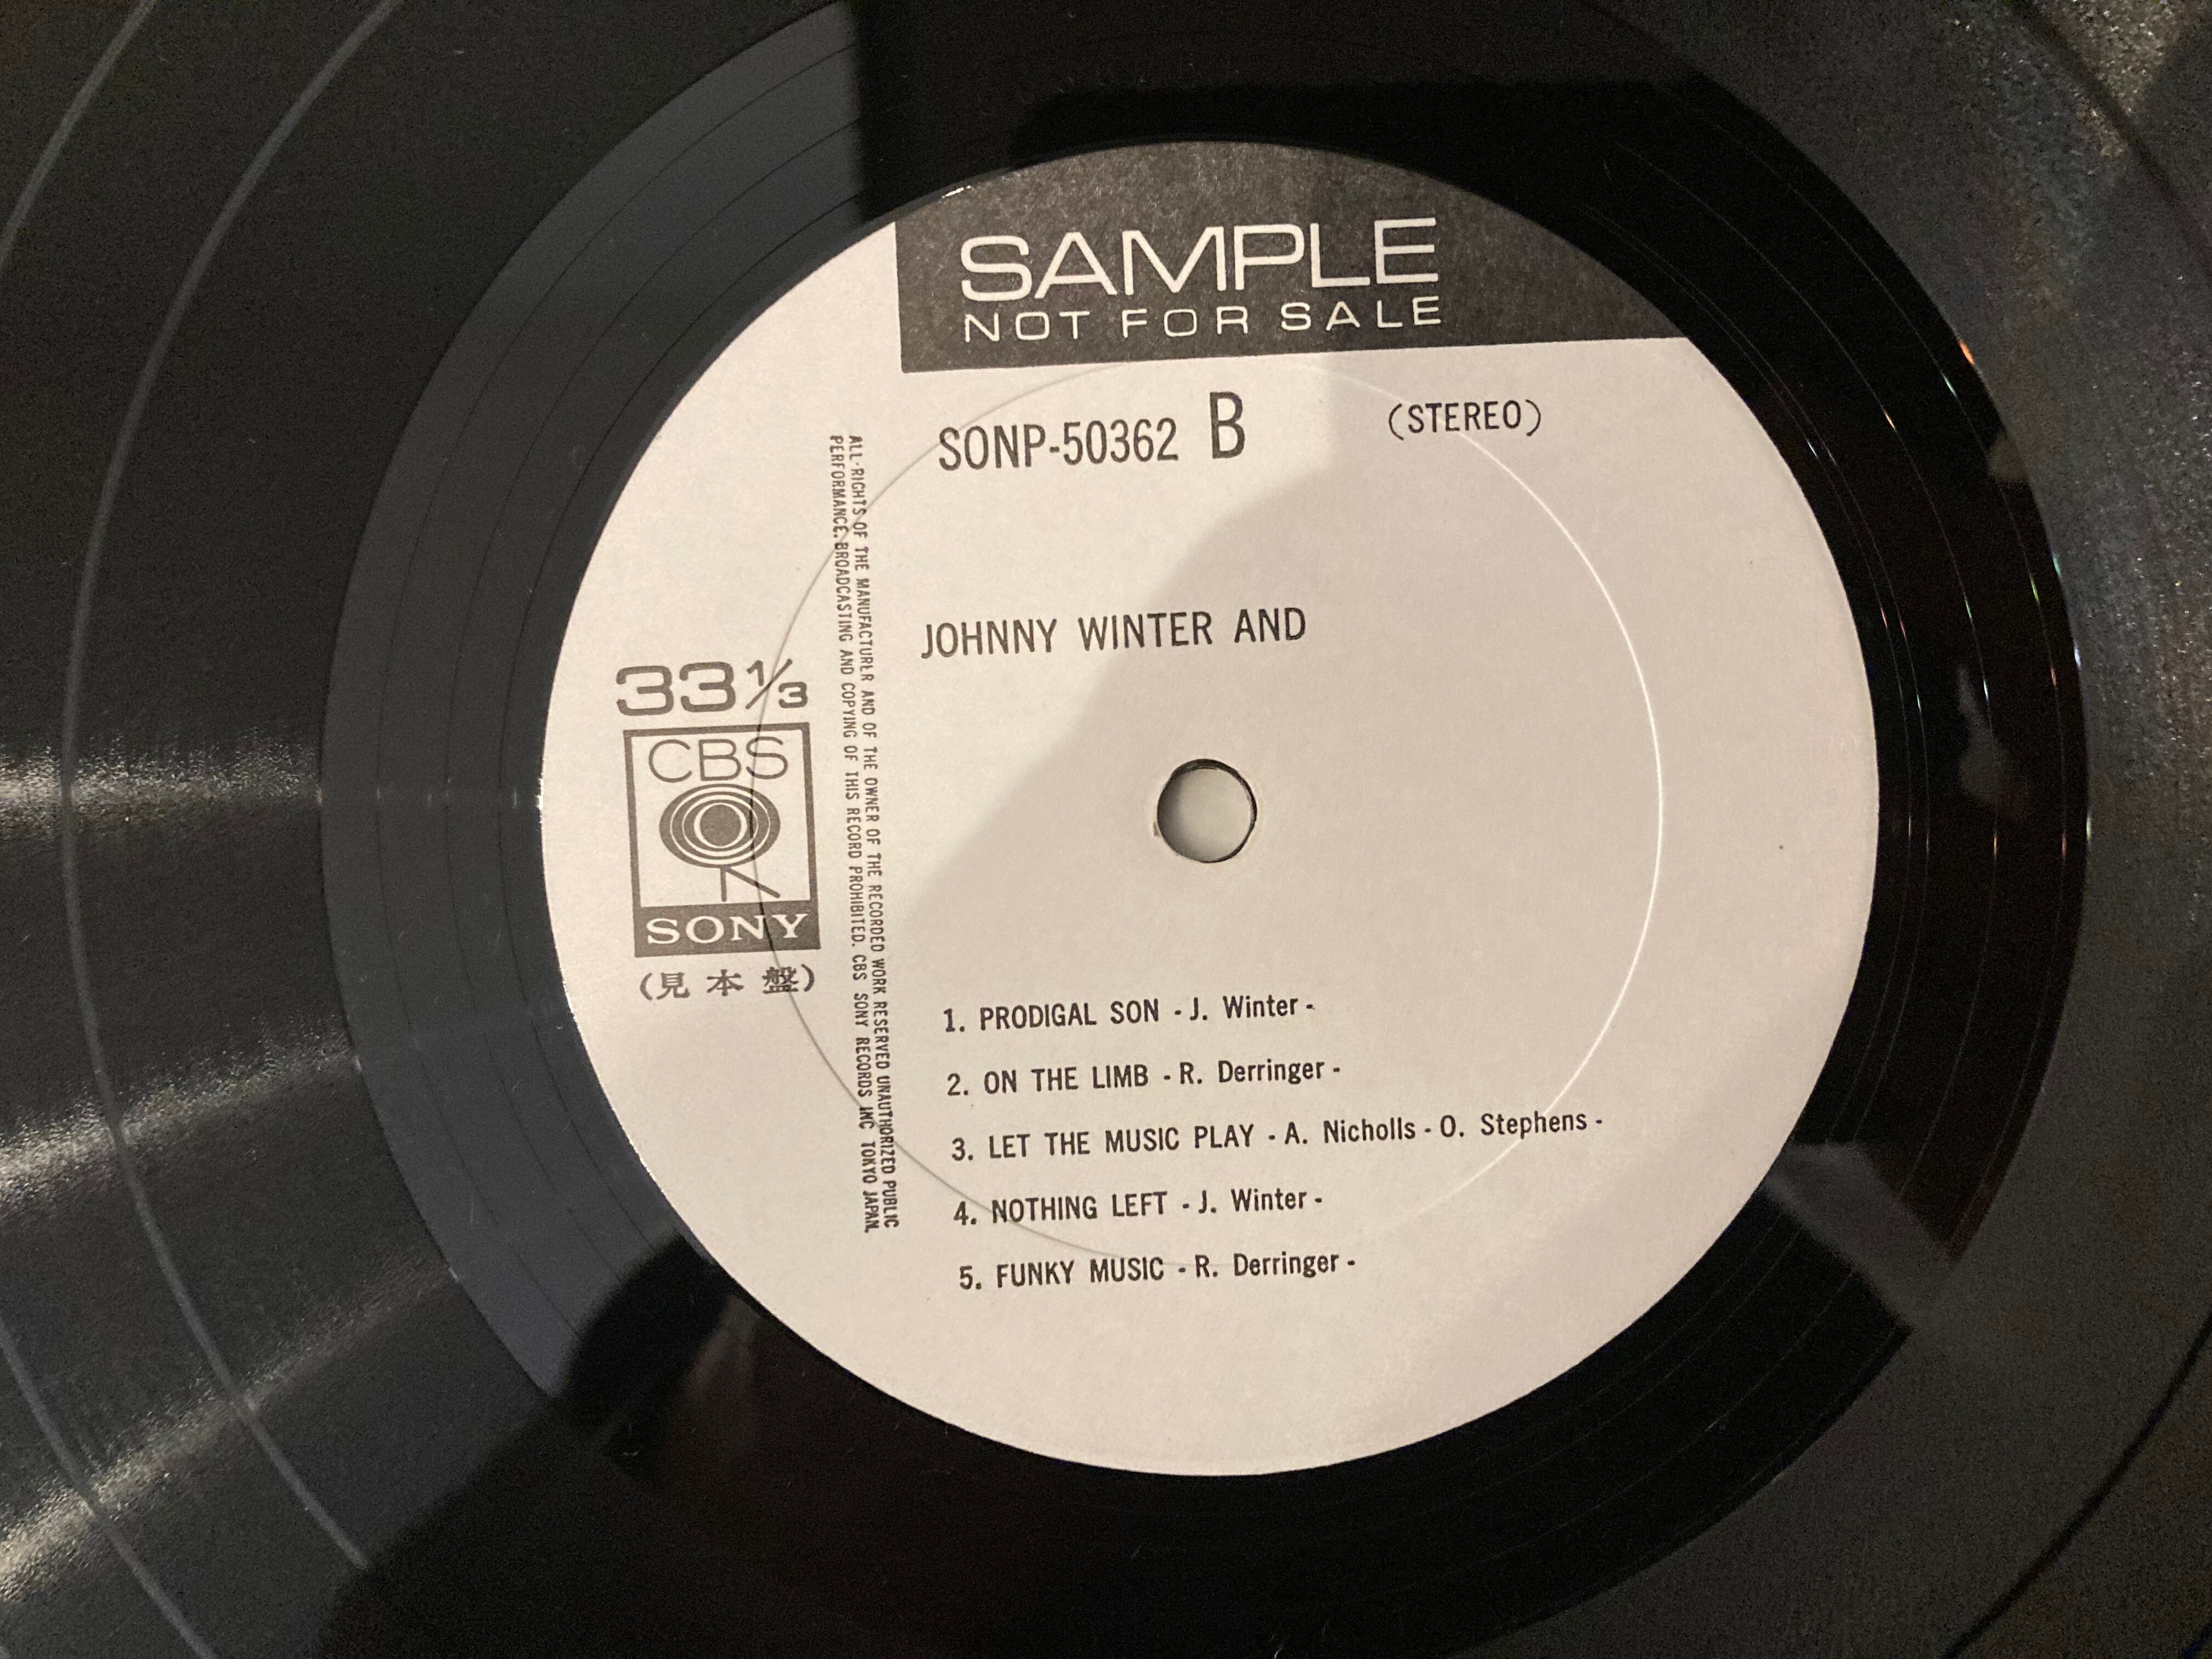 SAMPLE
NOT FOR SALE
SONP-50362 B (STEREO)
JOHNNY WINTER AND
33 1/3
CBS
SONY
(見本盤)
ALL·RIGHTS OF THE MANUFACTURER AND OF THE OWNER OF THE RECORDED WORK RESERVED UNAUTHORIZED PUBLIC
PERFORMANCE. BROADCASTING AND COPYING OF THIS RECORD PROHIBITED. CBS SONY RECORDS INC TOKYO JAPAN.
1. PRODIGAL SON - J. Winter -
2. ON THE LIMB - R. Derringer -
3. LET THE MUSIC PLAY - A. Nicholls - O. Stephens -
4. NOTHING LEFT - J. Winter -
5. FUNKY MUSIC - R. Derringer -